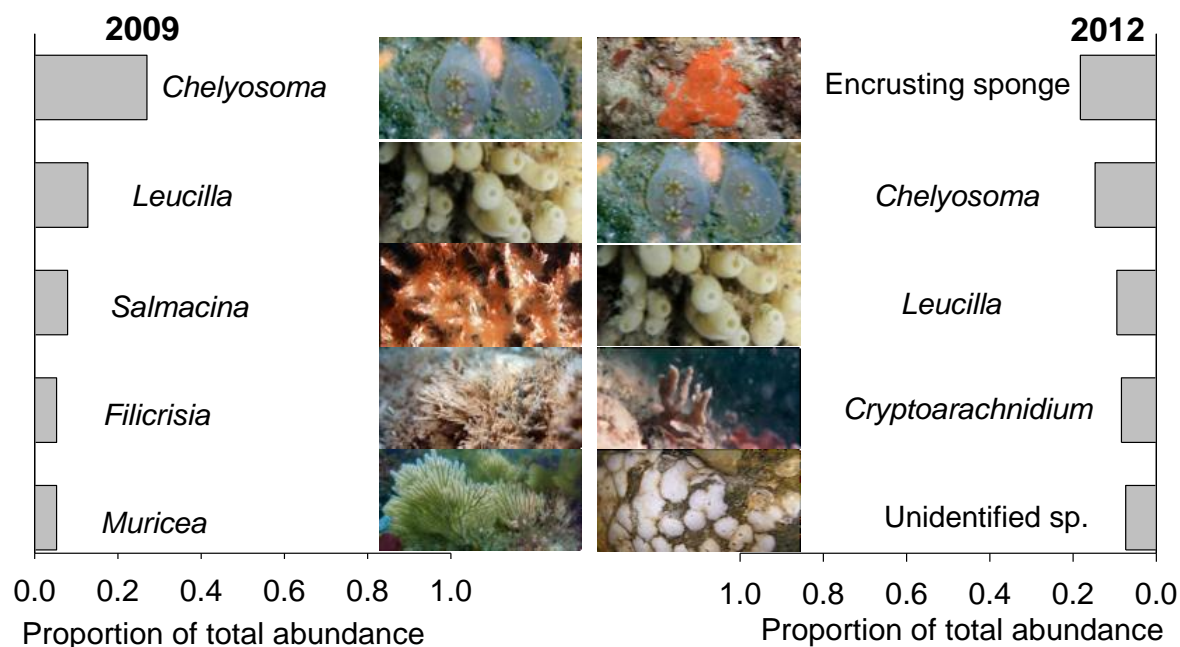 2009
Chelyosoma
Leucilla
Salmacina
Filicrisia
Muricea
0.0 0.2 0.4 0.6 0.8 1.0
Proportion of total abundance
2012
Encrusting sponge
Chelyosoma
Leucilla
Cryptoarachnidium
Unidentified sp.
1.0 0.8 0.6 0.4 0.2 0.0
Proportion of total abundance